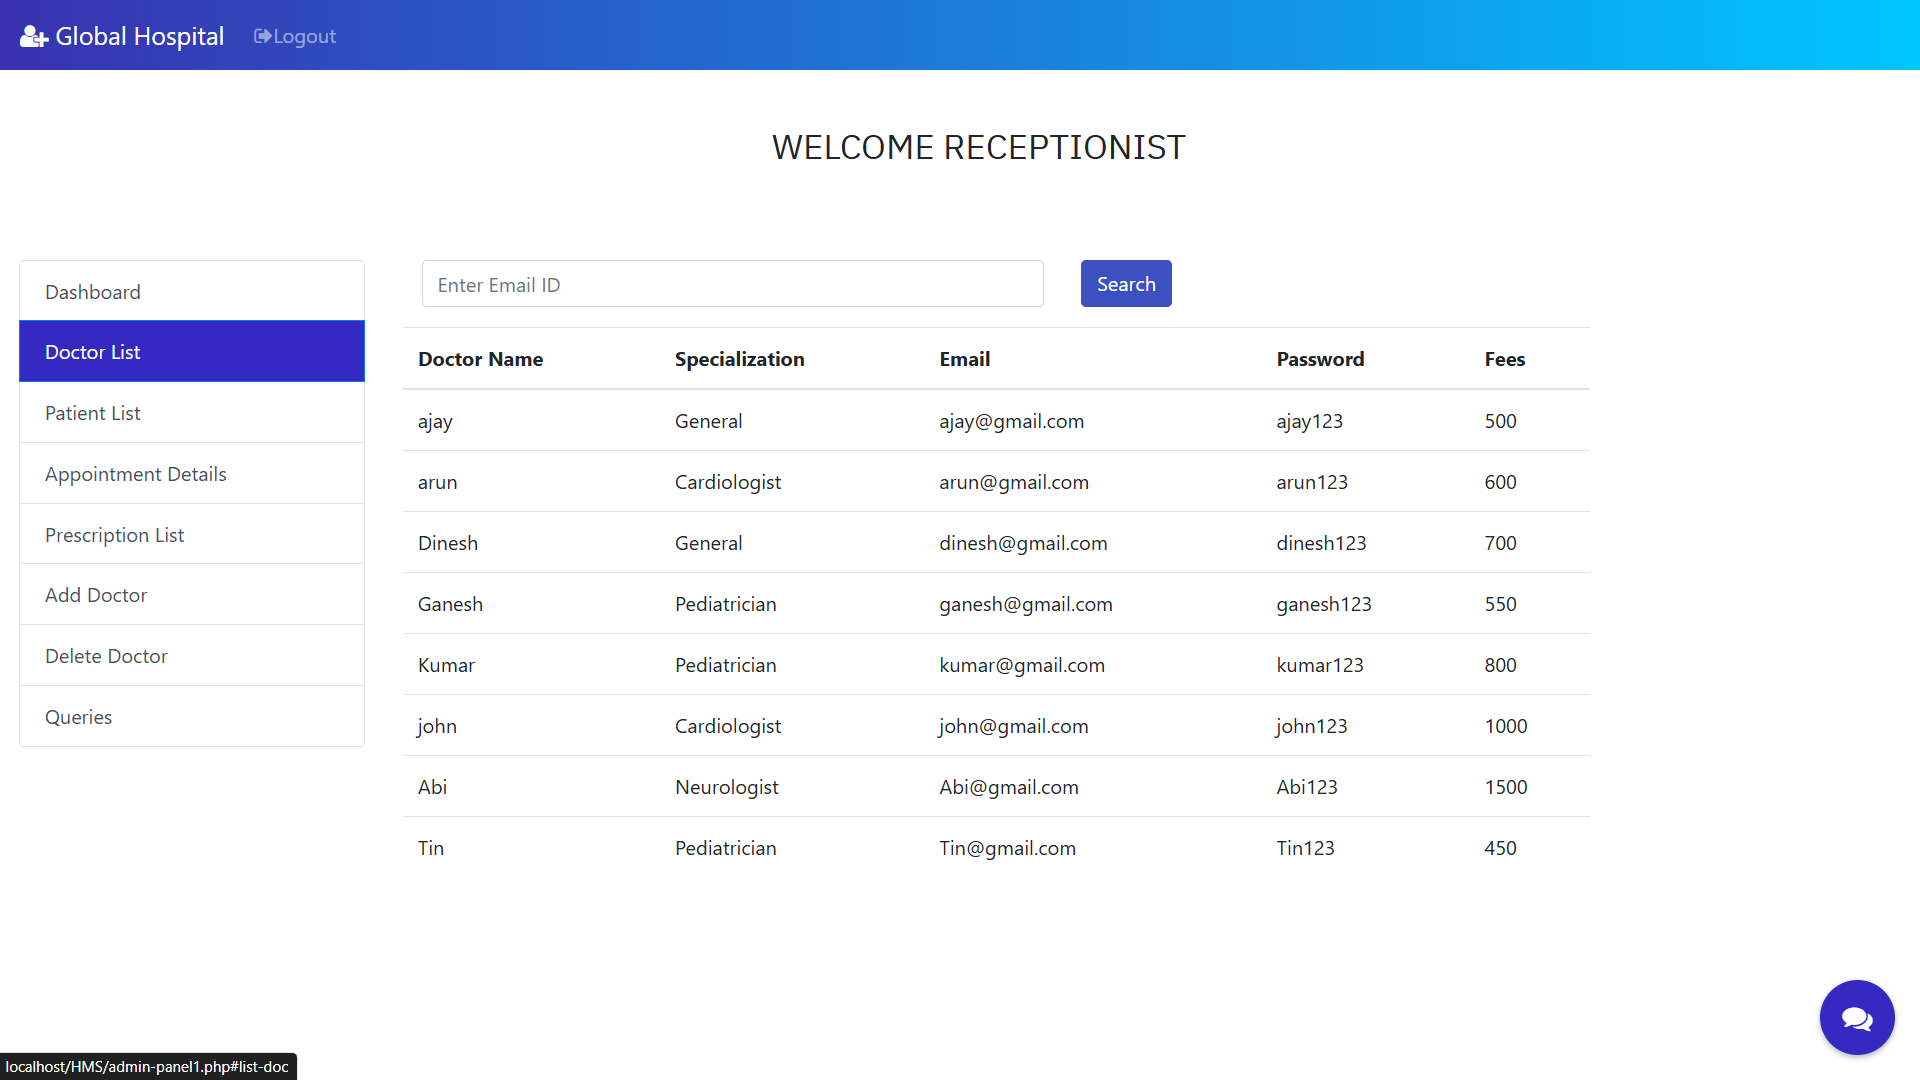 Global Hospital Logout
WELCOME RECEPTIONIST
Dashboard
Doctor List
Patient List
Appointment Details
Prescription List
Add Doctor
Delete Doctor
Queries
Enter Email ID Search
Doctor Name Specialization Email Password Fees
ajay General ajay@gmail.com ajay123 500
arun Cardiologist arun@gmail.com arun123 600
Dinesh General dinesh@gmail.com dinesh123 700
Ganesh Pediatrician ganesh@gmail.com ganesh123 550
Kumar Pediatrician kumar@gmail.com kumar123 800
john Cardiologist john@gmail.com john123 1000
Abi Neurologist Abi@gmail.com Abi123 1500
Tin Pediatrician Tin@gmail.com Tin123 450
localhost/HMS/admin-panel1.php#list-doc